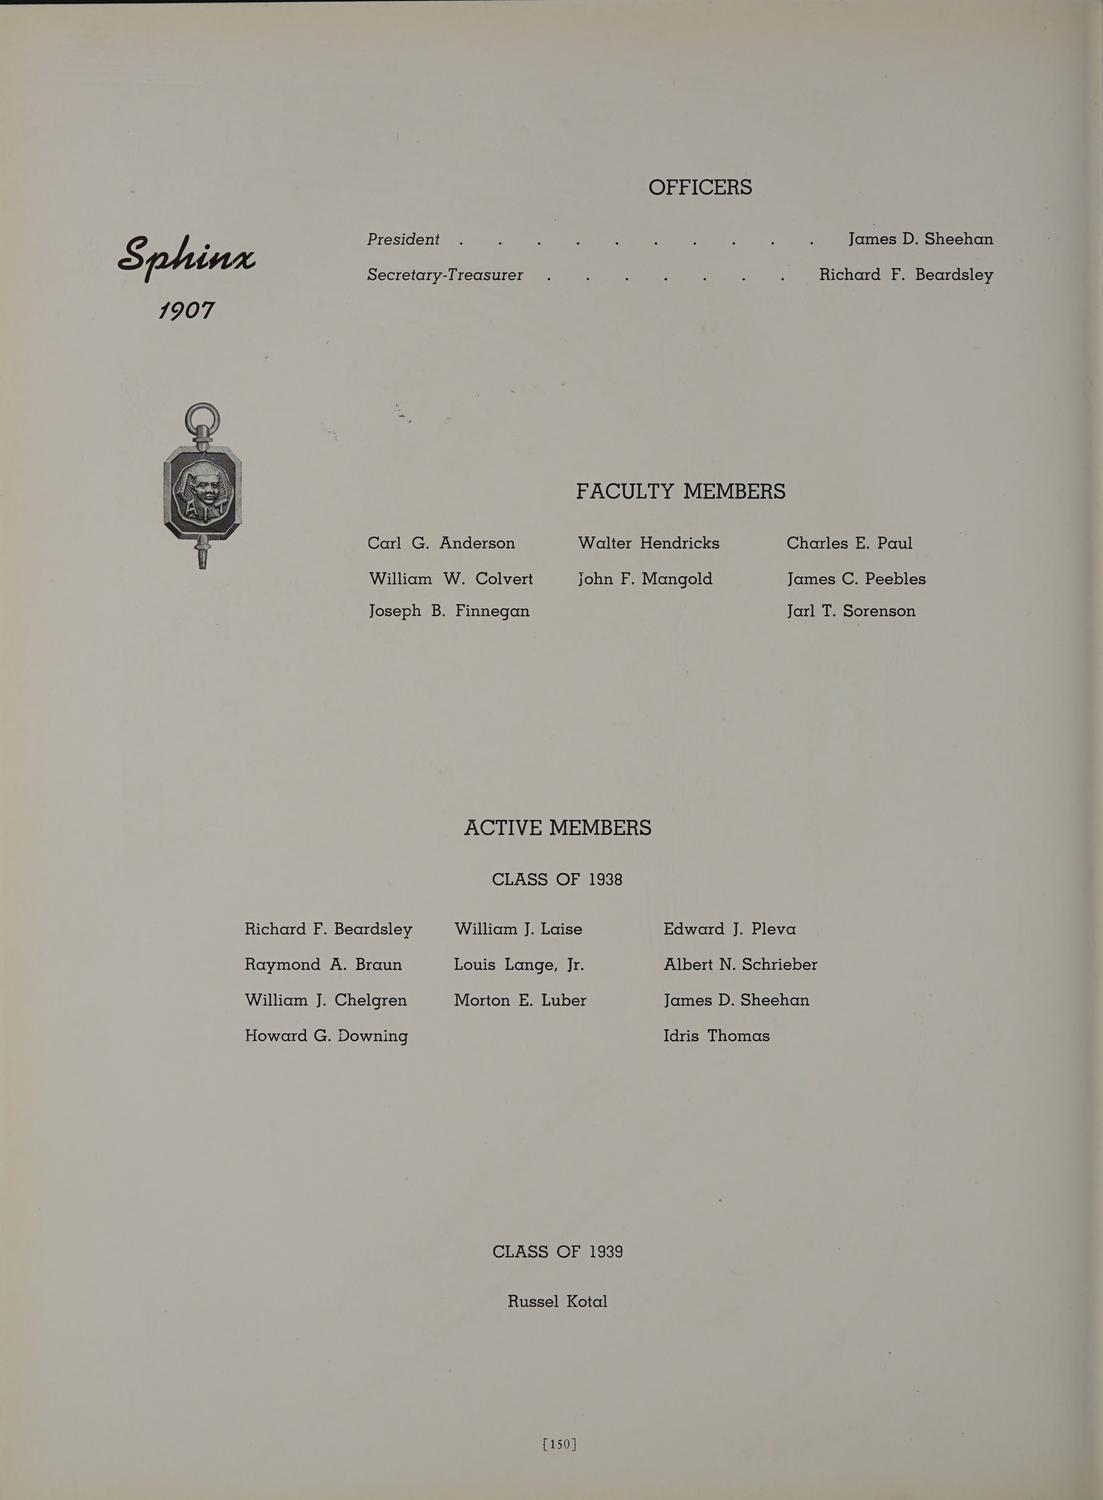 Sphinx
1907
OFFICERS
President . . . . . . . . . . James D. Sheehan
Secretary-Treasurer . . . . . . . Richard F. Beardsley
AIT
FACULTY MEMBERS
Carl G. Anderson Walter Hendricks Charles E. Paul
William W. Colvert John F. Mangold James C. Peebles
Joseph B. Finnegan Jarl T. Sorenson
ACTIVE MEMBERS
CLASS OF 1938
Richard F. Beardsley William J. Laise Edward J. Pleva
Raymond A. Braun Louis Lange, Jr. Albert N. Schrieber
William J. Chelgren Morton E. Luber James D. Sheehan
Howard G. Downing Idris Thomas
CLASS OF 1939
Russel Kotal
[150]